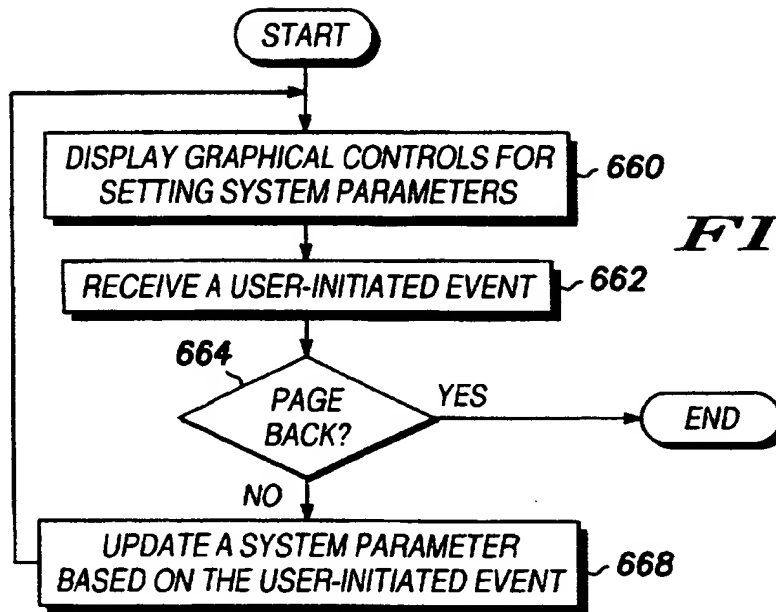 START
DISPLAY GRAPHICAL CONTROLS FOR
SETTING SYSTEM PARAMETERS
660
FI
RECEIVE A USER-INITIATED EVENT
662
664
PAGE
BACK?
YES
END
NO
UPDATE A SYSTEM PARAMETER
BASED ON THE USER-INITIATED EVENT
668